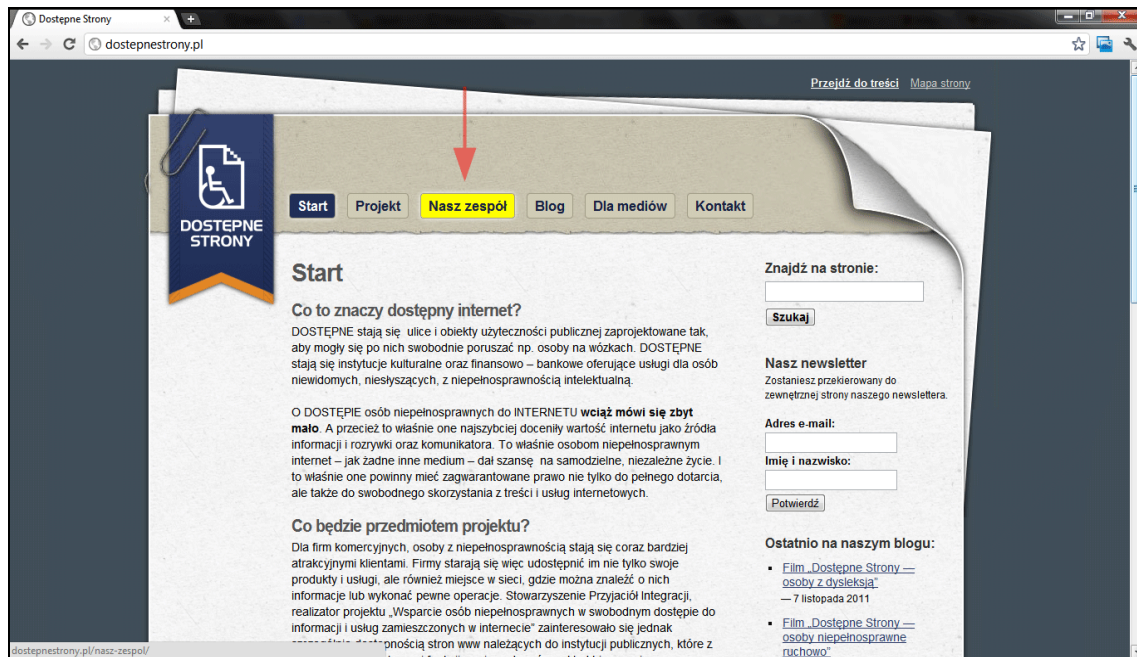 Dostępne Strony
dostepnestrony.pl
Przejdź do treści Mapa strony
DOSTĘPNE
STRONY
Start Projekt Nasz zespół Blog Dla mediów Kontakt
Start
Co to znaczy dostępny internet?
DOSTĘPNE stają się ulice i obiekty użyteczności publicznej zaprojektowane tak,
aby mogły się po nich swobodnie poruszać np. osoby na wózkach. DOSTĘPNE
stają się instytucje kulturalne oraz finansowo – bankowe oferujące usługi dla osób
niewidomych, niesłyszących, z niepełnosprawnością intelektualną.
O DOSTĘPIE osób niepełnosprawnych do INTERNETU wciąż mówi się zbyt
mało. A przecież to właśnie one najszybciej doceniły wartość internetu jako źródła
informacji i rozrywki oraz komunikatora. To właśnie osobom niepełnosprawnym
internet – jak żadne inne medium – dał szansę na samodzielne, niezależne życie. I
to właśnie one powinny mieć zagwarantowane prawo nie tylko do pełnego dotarcia,
ale także do swobodnego skorzystania z treści i usług internetowych.
Co będzie przedmiotem projektu?
Dla firm komercyjnych, osoby z niepełnosprawnością stają się coraz bardziej
atrakcyjnymi klientami. Firmy starają się więc udostępnić im nie tylko swoje
produkty i usługi, ale również miejsce w sieci, gdzie można znaleźć o nich
informacje lub wykonać pewne operacje. Stowarzyszenie Przyjaciół Integracji,
realizator projektu „Wsparcie osób niepełnosprawnych w swobodnym dostępie do
informacji i usług zamieszczonych w internecie” zainteresowało się jednak
dostępnością stron www należących do instytucji publicznych, które z
Znajdź na stronie:
Szukaj
Nasz newsletter
Zostaniesz przekierowany do
zewnętrznej strony naszego newslettera.
Adres e-mail:
Imię i nazwisko:
Potwierdź
Ostatnio na naszym blogu:
Film „Dostępne Strony —
osoby z dysleksją”
— 7 listopada 2011
Film „Dostępne Strony —
osoby niepełnosprawne
ruchowo”
dostepnestrony.pl/nasz-zespol/